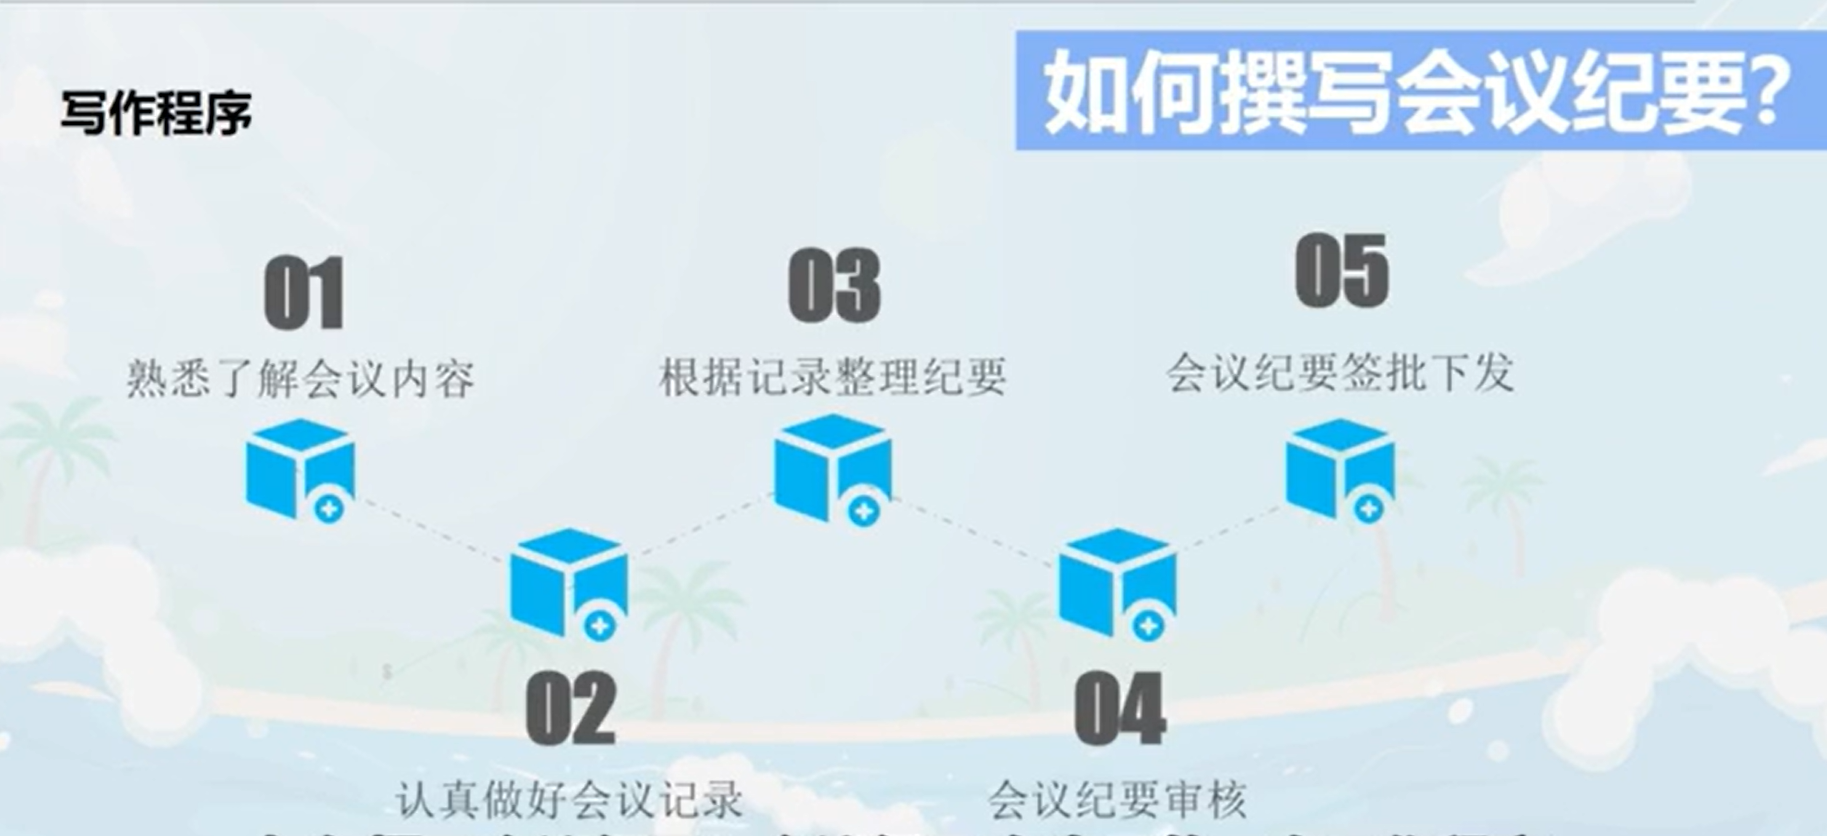 如何撰写会议纪要?
写作程序
01
熟悉了解会议内容
02
认真做好会议记录
03
根据记录整理纪要
04
会议纪要审核
05
会议纪要签批下发